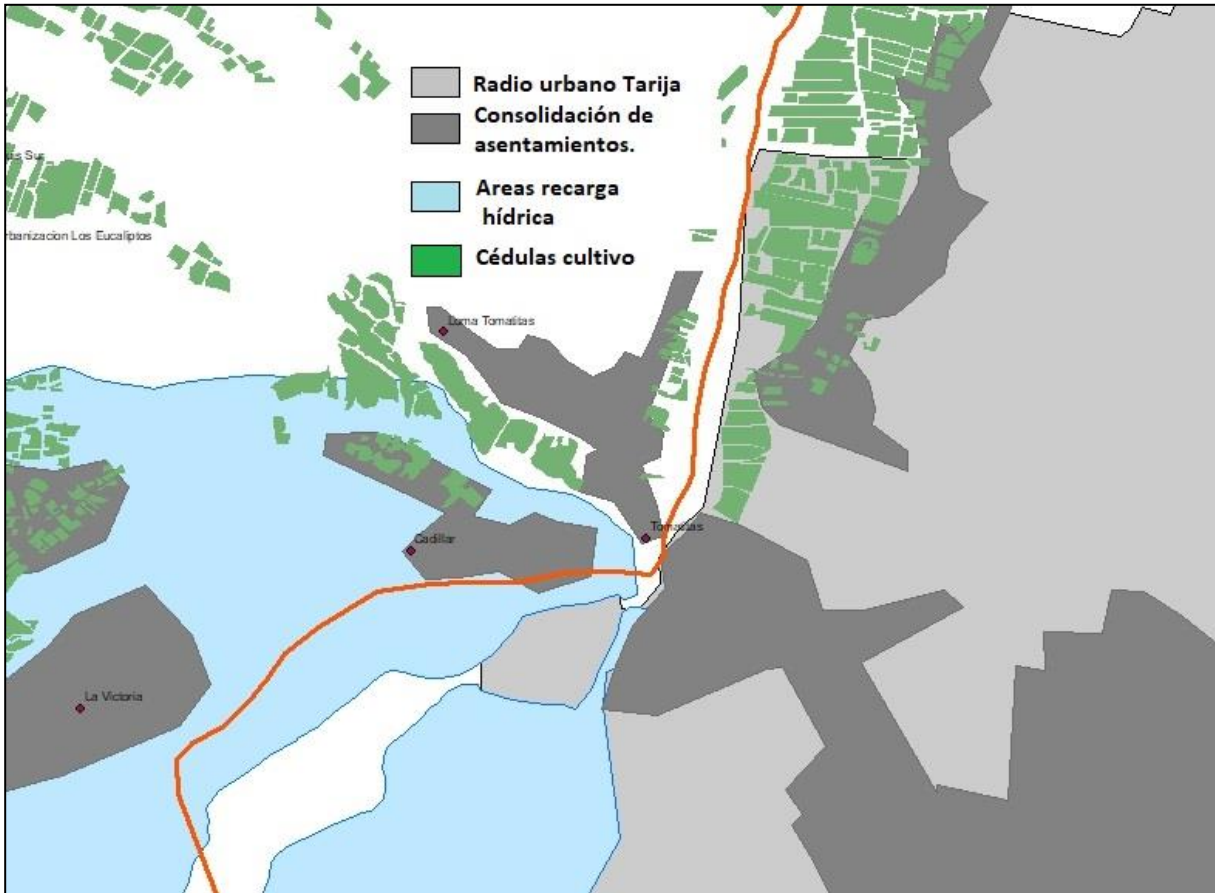 Radio urbano Tarija
Consolidación de
asentamientos.
Areas recarga
hídrica
Cédulas cultivo
Sur
rbanizacion Los Eucaliptos
Loma Tomatitas
Tomatitas
Cadillar
La Victoria